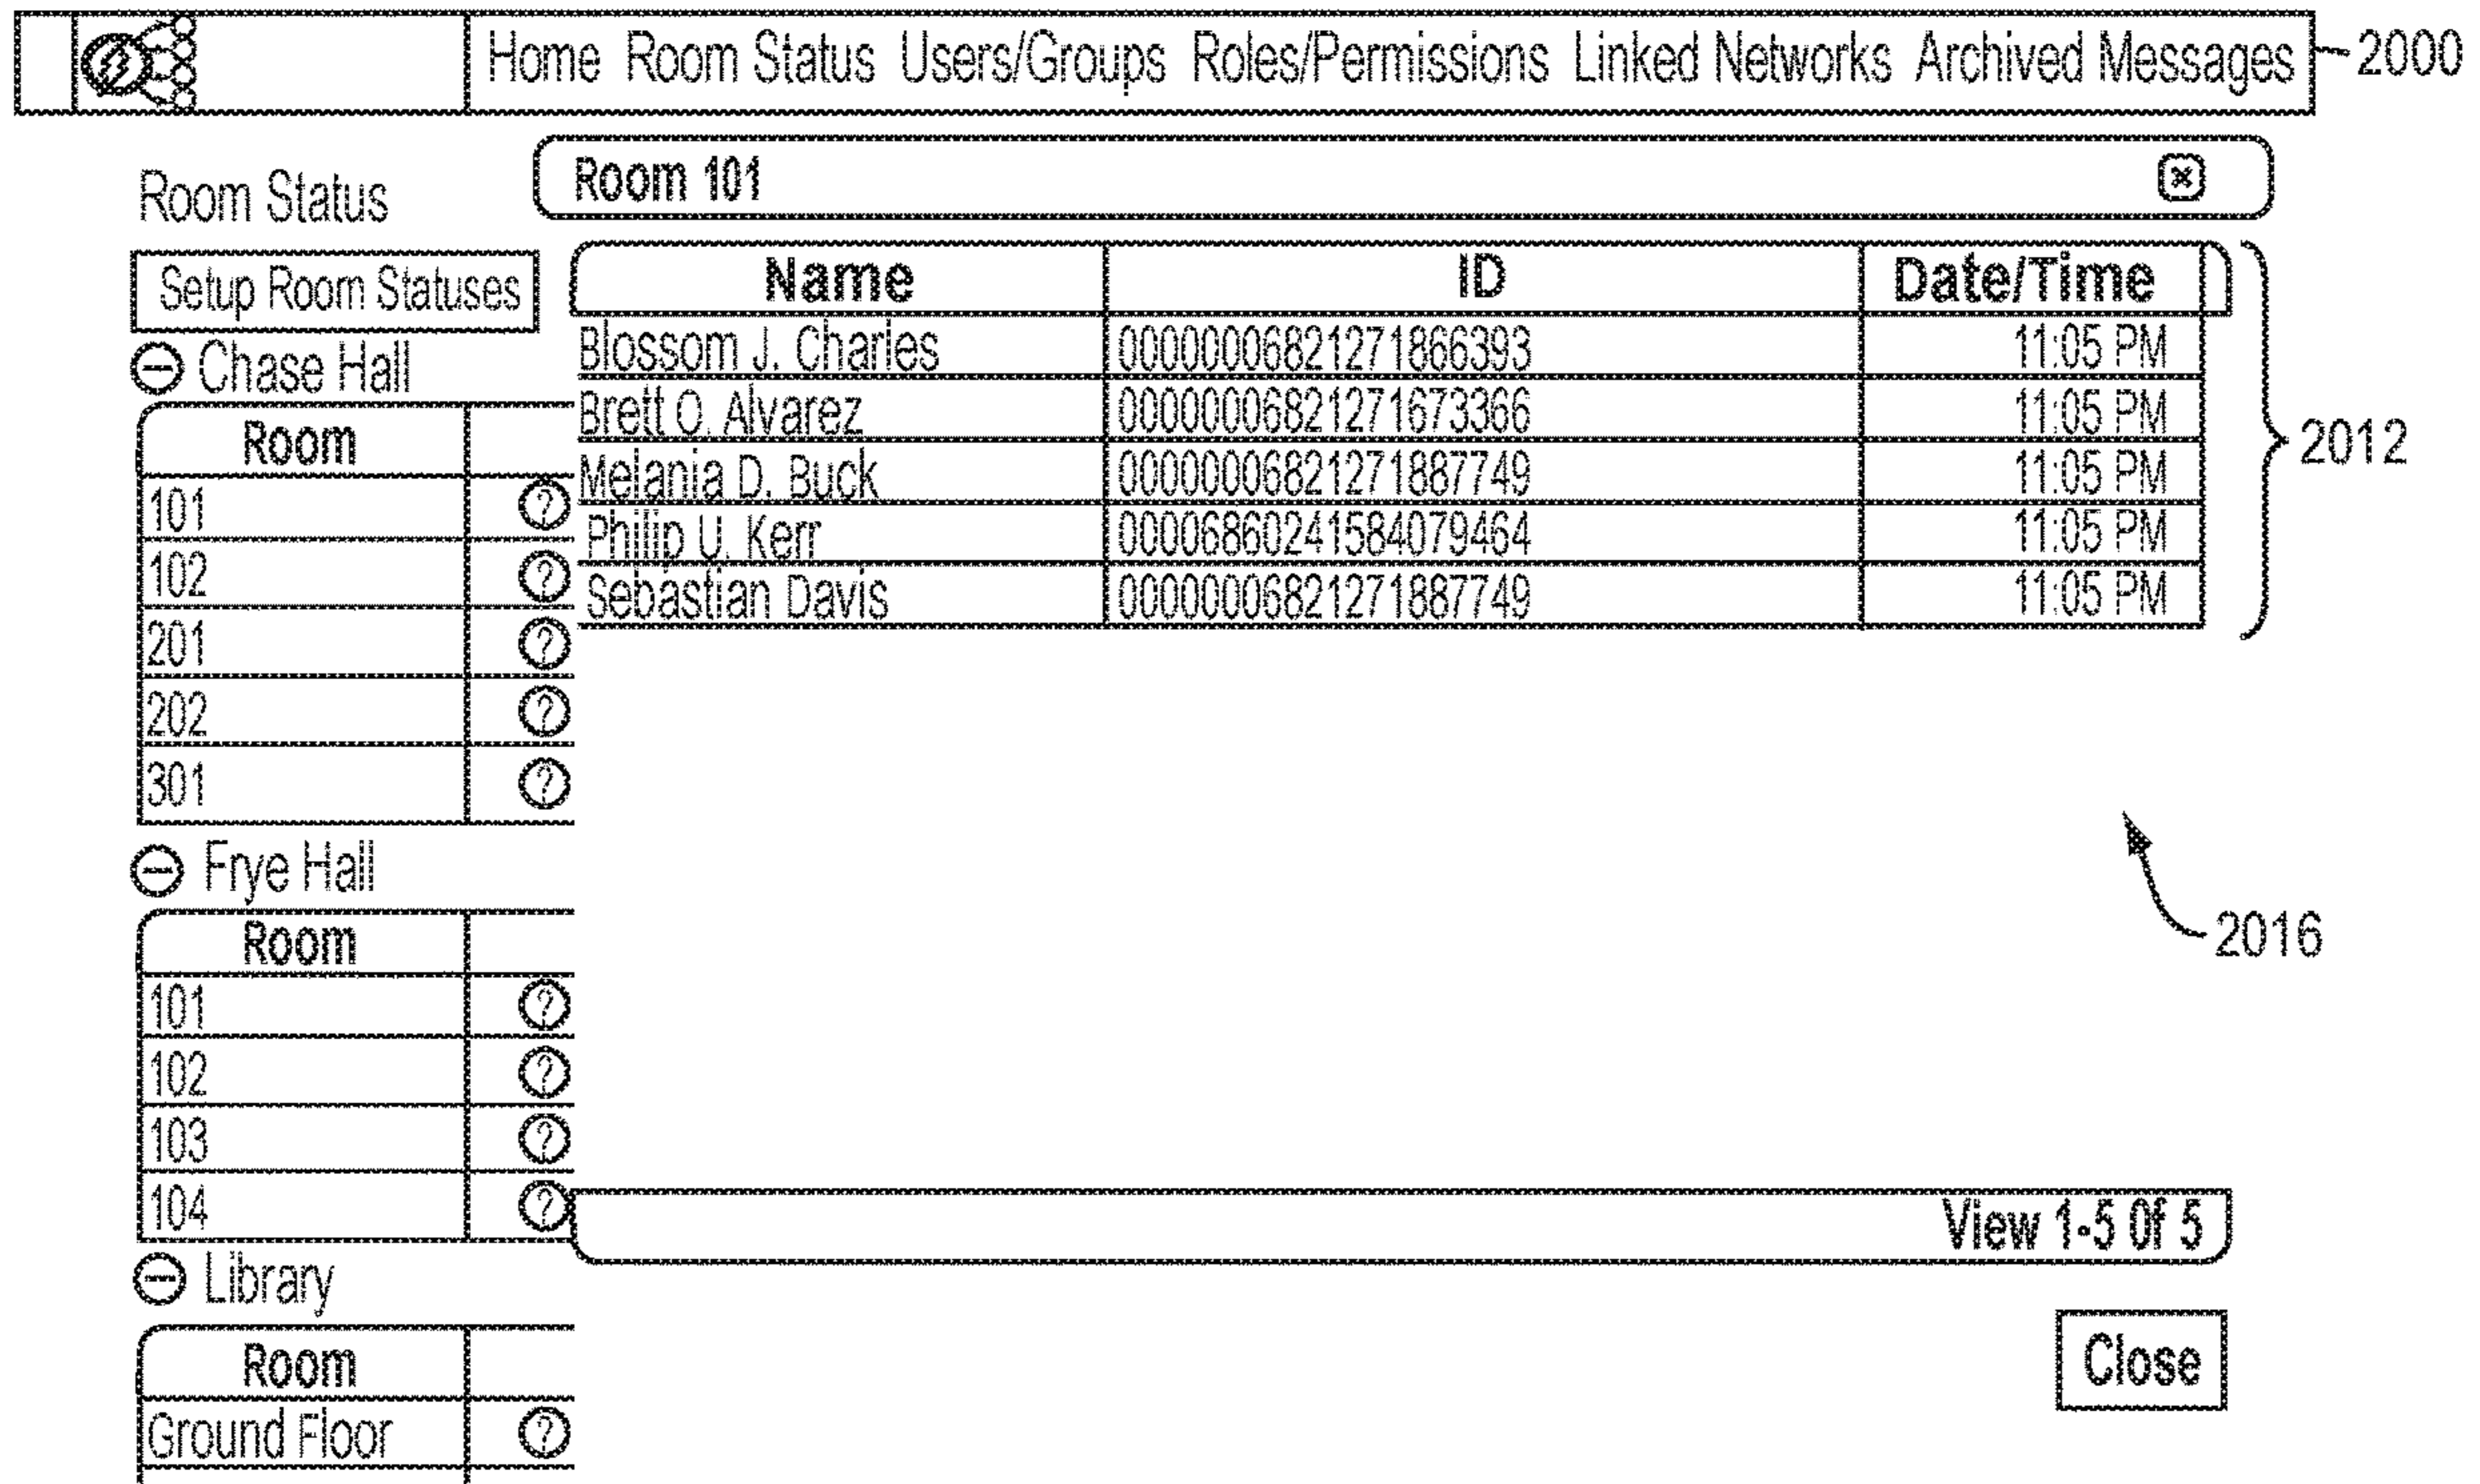 Home Room Status Users/Groups Roles/Permissions Linked Networks Archived Messages 2000
Room Status
Room 101
Setup Room Statuses
Name ID Date/Time
Blossom J. Charles 00000006821271866393 11:05 PM
Brett O. Alvarez 00000006821271673366 11:05 PM
Melania D. Buck 00000006821271887749 11:05 PM
Philip U. Kerr 00006860241584079464 11:05 PM
Sebastian Davis 00000006821271887749 11:05 PM
2012
Chase Hall
Room
101 ?
102 ?
201 ?
202 ?
301 ?
2016
Frye Hall
Room
101 ?
102 ?
103 ?
104 ?
View 1-5 0f 5
Library
Room
Ground Floor ?
Close